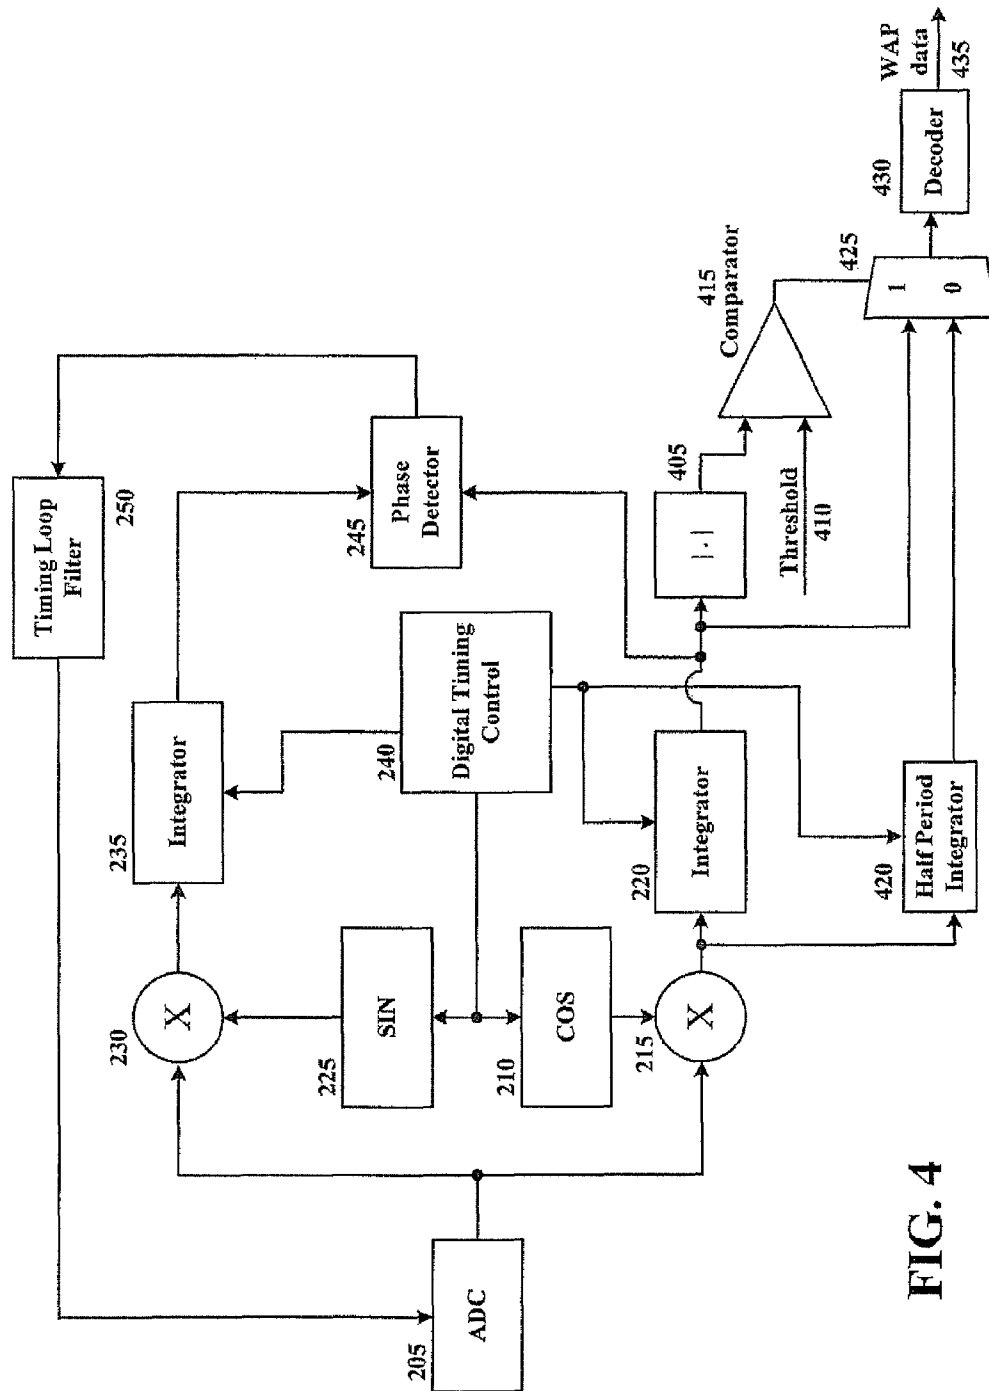 205
ADC
230
X
225
SIN
210
COS
215
X
235
Integrator
240
Digital Timing
Control
220
Integrator
420
Half Period
Integrator
250
Timing Loop
Filter
245
Phase
Detector
405
|.|
Threshold
410
415
Comparator
425
1
0
430
Decoder
WAP
data
435
FIG. 4